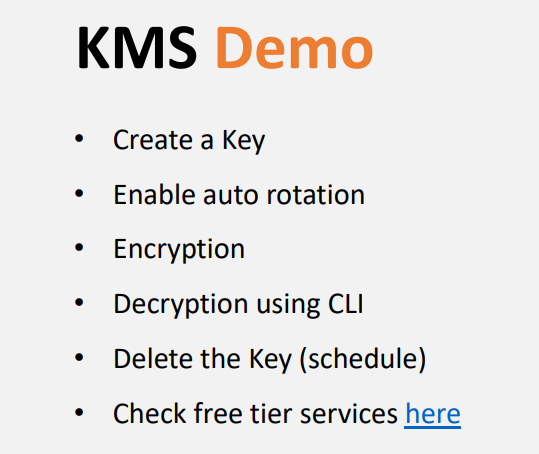 KMS Demo
• Create a Key
• Enable auto rotation
• Encryption
• Decryption using CLI
• Delete the Key (schedule)
• Check free tier services here